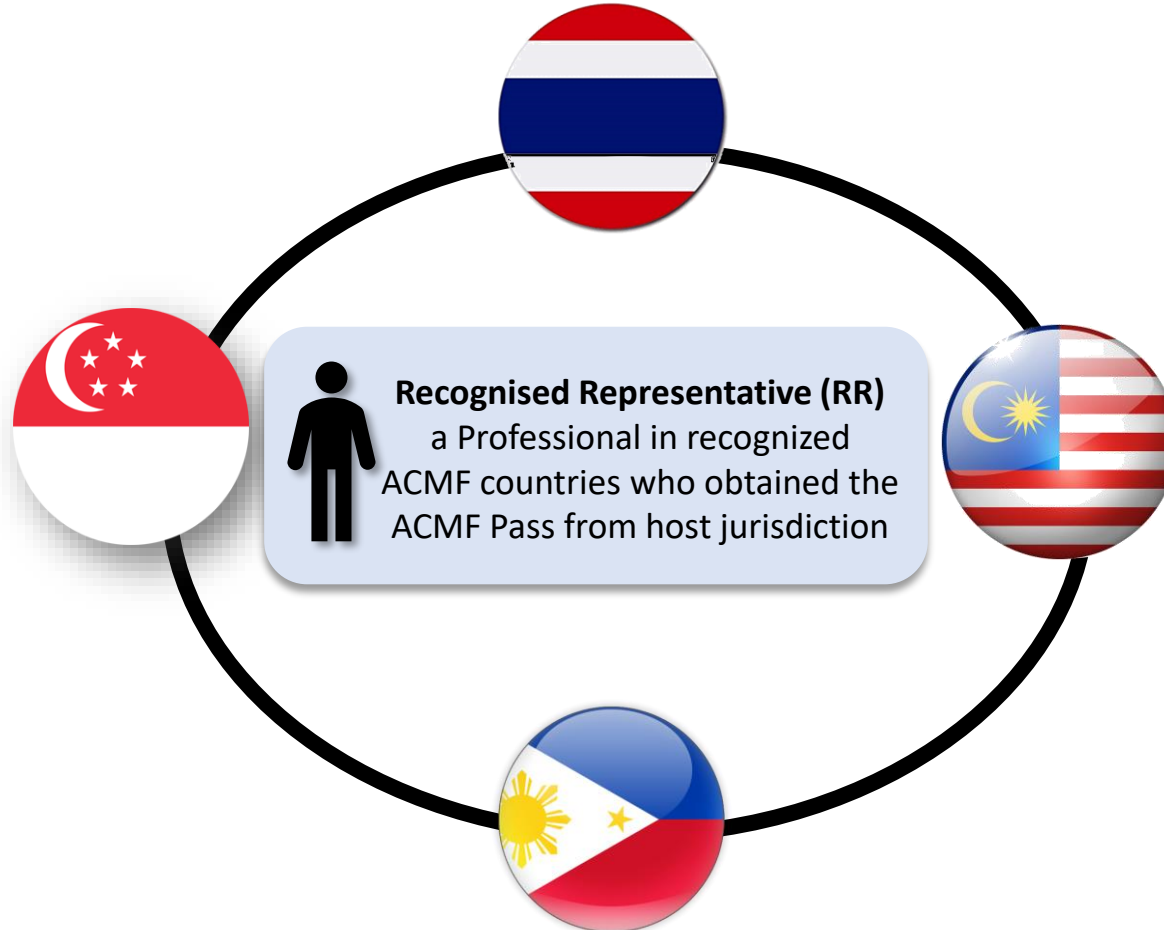 Recognised Representative (RR)
a Professional in recognized
ACMF countries who obtained the
ACMF Pass from host jurisdiction